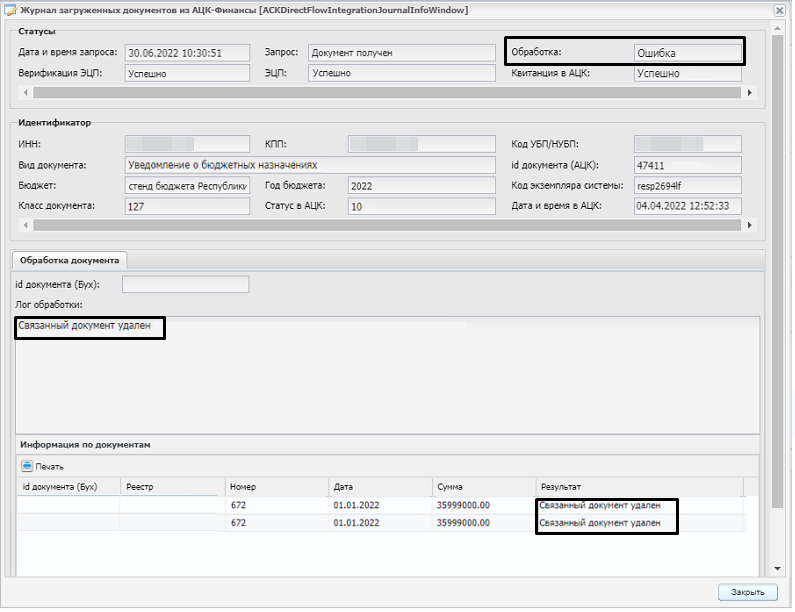 Журнал загруженных документов из АЦК-Финансы [ACKDirectFlowIntegrationJournalInfoWindow]
Статусы
Дата и время запроса: 30.06.2022 10:30:51 Запрос: Документ получен Обработка: Ошибка
Верификация ЭЦП: Успешно ЭЦП: Успешно Квитанция в АЦК: Успешно
Идентификатор
ИНН: КПП: Код УБП/НУБП:
Вид документа: Уведомление о бюджетных назначениях id документа (АЦК): 47411
Бюджет: стенд бюджета Республики Год бюджета: 2022 Код экземпляра системы: resp2694lf
Класс документа: 127 Статус в АЦК: 10 Дата и время в АЦК: 04.04.2022 12:52:33
Обработка документа
id документа (Бух):
Лог обработки:
Связанный документ удален
Информация по документам
Печать
id документа (Бух) Реестр Номер Дата Сумма Результат
672 01.01.2022 35999000.00 Связанный документ удален
672 01.01.2022 35999000.00 Связанный документ удален
Закрыть